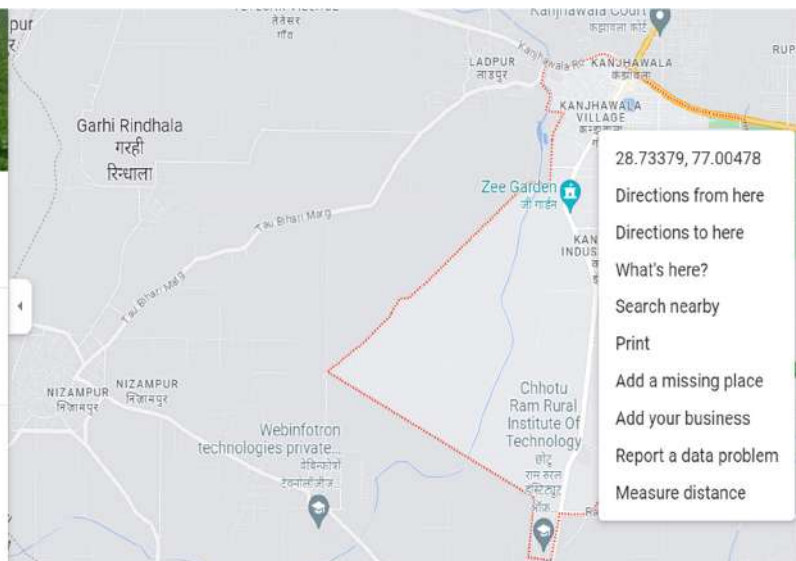 pur
गाँव
Kanjhawala Court
कंझावला कोर्ट
Kanjhawala Rd
KANJHAWALA
कंझावला
RUP
LADPUR
लाडपुर
KANJHAWALA
VILLAGE
Garhi Rindhala
गरही
रिन्धाला
Zee Garden
जी गार्डन
KAN
INDUS
Tau Bihari Marg
Tau Bihari Marg
NIZAMPUR
निज़ामपुर
NIZAMPUR
निज़ामपुर
Webinfotron
technologies private...
Chhotu
Ram Rural
Institute Of
Technology
छोटू
राम रूरल
28.73379, 77.00478
Directions from here
Directions to here
What's here?
Search nearby
Print
Add a missing place
Add your business
Report a data problem
Measure distance